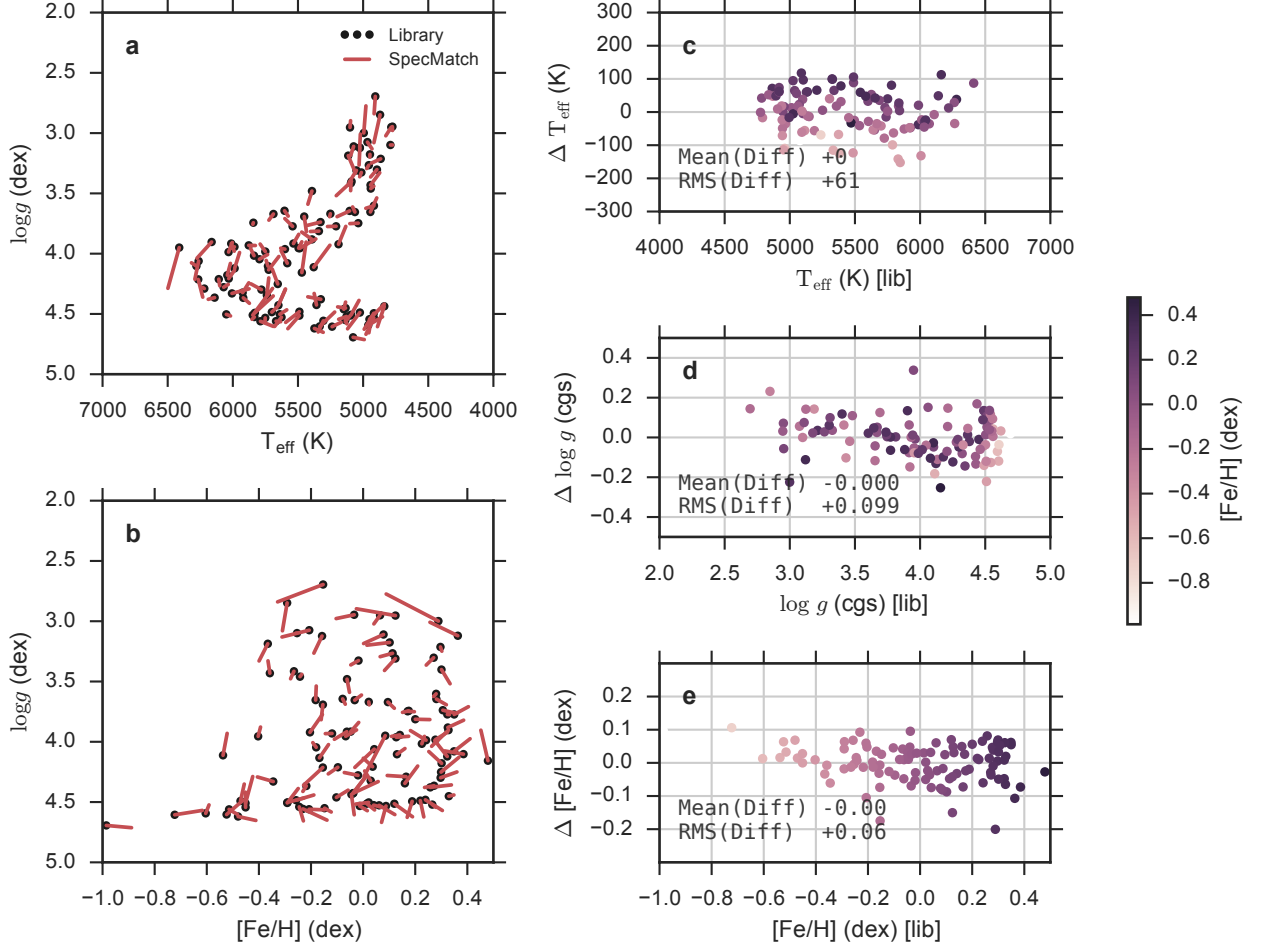 2.0
2.5
3.0
3.5
4.0
4.5
5.0
logg (dex)
a
Library
SpecMatch
7000 6500 6000 5500 5000 4500 4000
Teff (K)
2.0
2.5
3.0
3.5
4.0
4.5
5.0
logg (dex)
b
−1.0 −0.8 −0.6 −0.4 −0.2 0.0 0.2 0.4
[Fe/H] (dex)
300
200
100
0
−100
−200
−300
Δ Teff (K)
c
Mean(Diff) +0
RMS(Diff) +61
4000 4500 5000 5500 6000 6500 7000
Teff (K) [lib]
0.4
0.2
0.0
−0.2
−0.4
Δ log g (cgs)
d
Mean(Diff) -0.000
RMS(Diff) +0.099
2.0 2.5 3.0 3.5 4.0 4.5 5.0
log g (cgs) [lib]
0.2
0.1
0.0
−0.1
−0.2
Δ [Fe/H] (dex)
e
Mean(Diff) -0.00
RMS(Diff) +0.06
−1.0 −0.8 −0.6 −0.4 −0.2 0.0 0.2 0.4
[Fe/H] (dex) [lib]
0.4
0.2
0.0
−0.2
−0.4
−0.6
−0.8
[Fe/H] (dex)